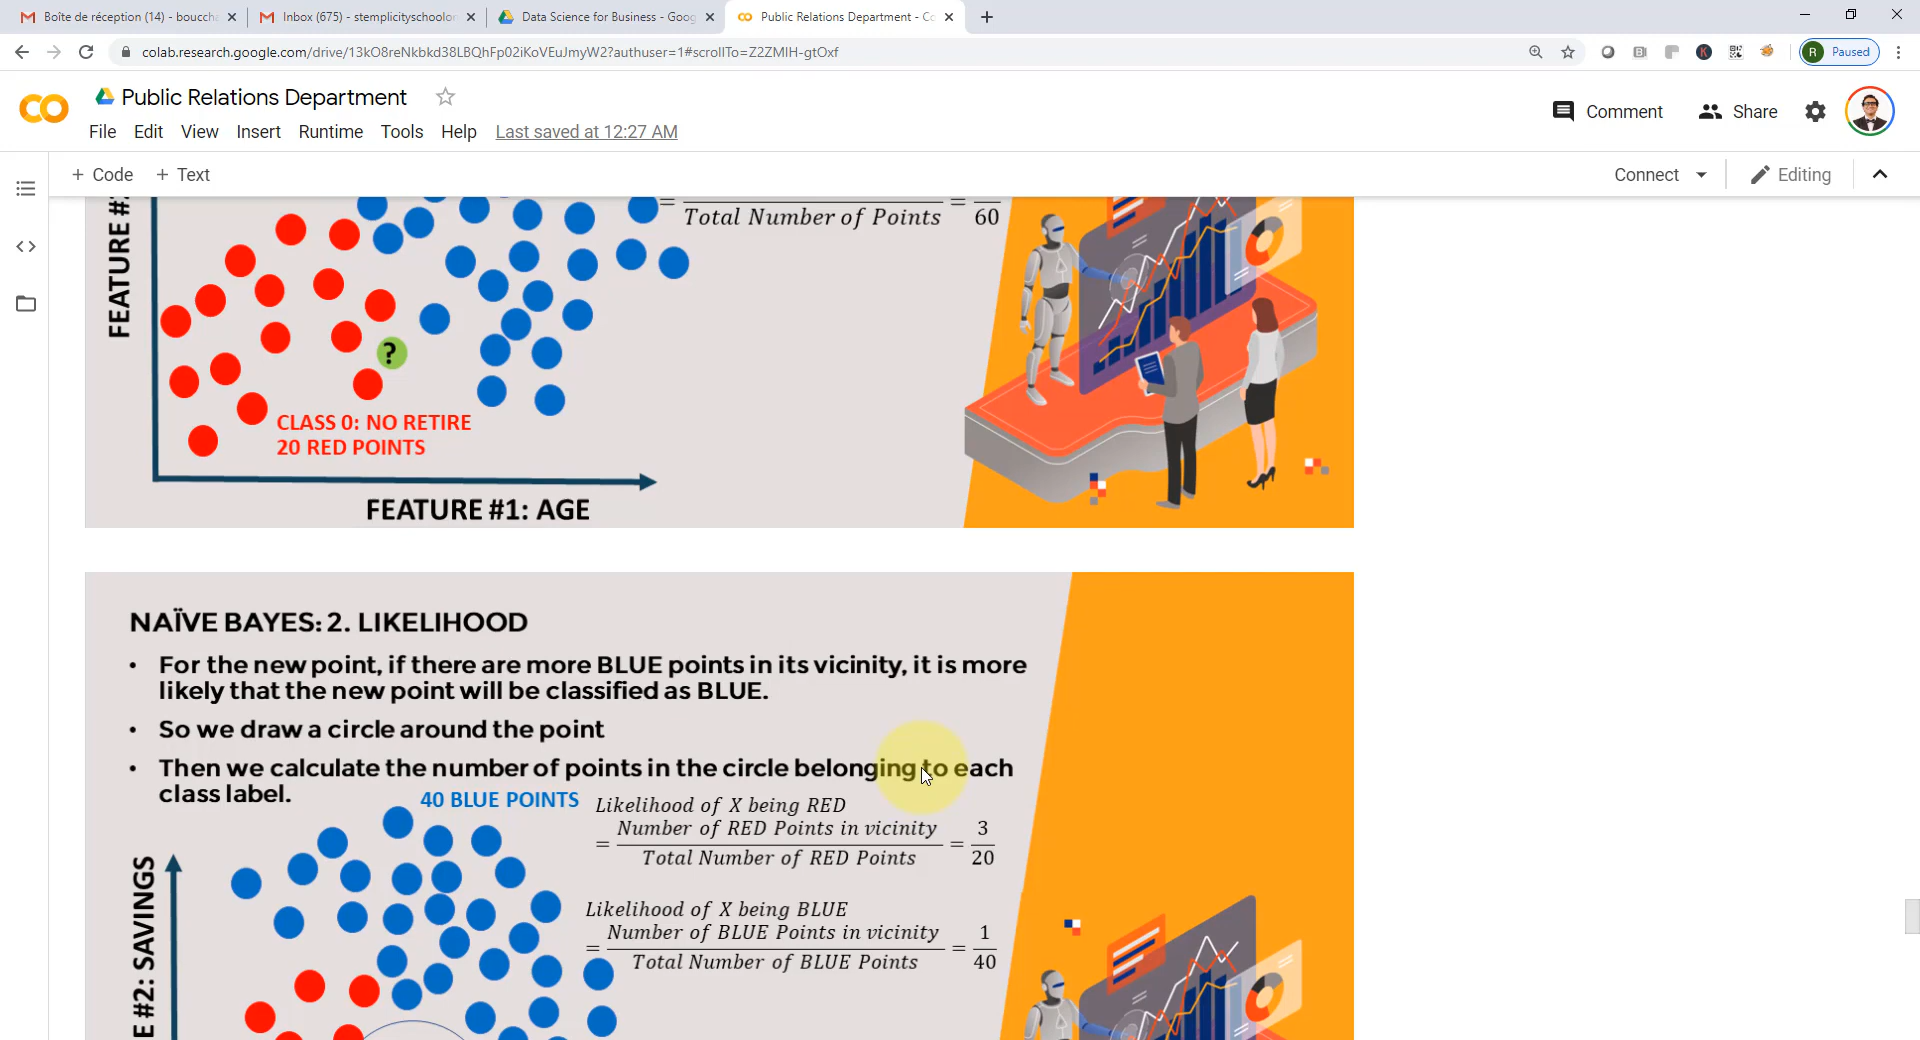 Boîte de réception (14) - boucch
Inbox (675) - stemplicityschoolon
Data Science for Business - Goog
Public Relations Department - Co
colab.research.google.com/drive/13kO8reNkbkd38LBQhFp02iKoVEuJmyW2?authuser=1#scrollTo=Z2ZMIH-gtOxf
R Paused
CO Public Relations Department
Comment Share
File Edit View Insert Runtime Tools Help Last saved at 12:27 AM
+ Code + Text
Connect Editing
= Total Number of Points = 60
FEATURE #
?
CLASS 0: NO RETIRE
20 RED POINTS
FEATURE #1: AGE
NAÏVE BAYES: 2. LIKELIHOOD
• For the new point, if there are more BLUE points in its vicinity, it is more
likely that the new point will be classified as BLUE.
• So we draw a circle around the point
• Then we calculate the number of points in the circle belonging to each
class label.
40 BLUE POINTS
Likelihood of X being RED
= Number of RED Points in vicinity = 3
Total Number of RED Points 20
Likelihood of X being BLUE
= Number of BLUE Points in vicinity = 1
Total Number of BLUE Points 40
E #2: SAVINGS